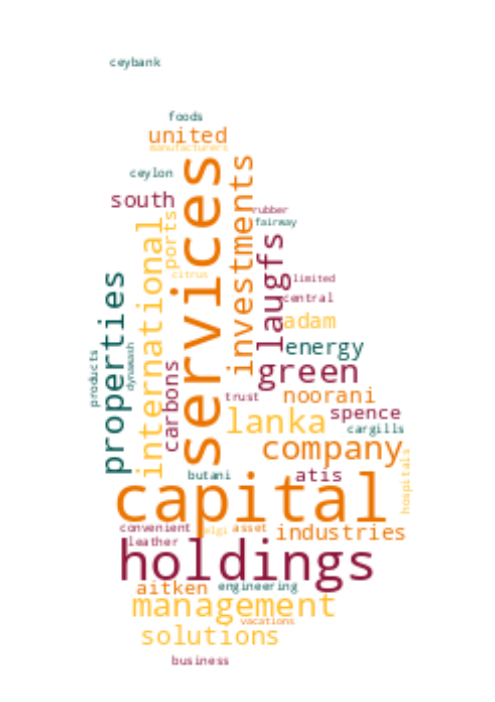 ceybank
foods
united
manufacturers
ceylon
services
investments
south
international
ports
rubber
fairway
laugfs
citrus
limited
central
properties
adam
energy
products
dynawash
carbons
green
noorani
trust
lanka
spence
cargills
company
hospitals
butani
atis
capital
convenient
elgi
asset
industries
leather
holdings
aitken
engineering
management
vacations
solutions
business